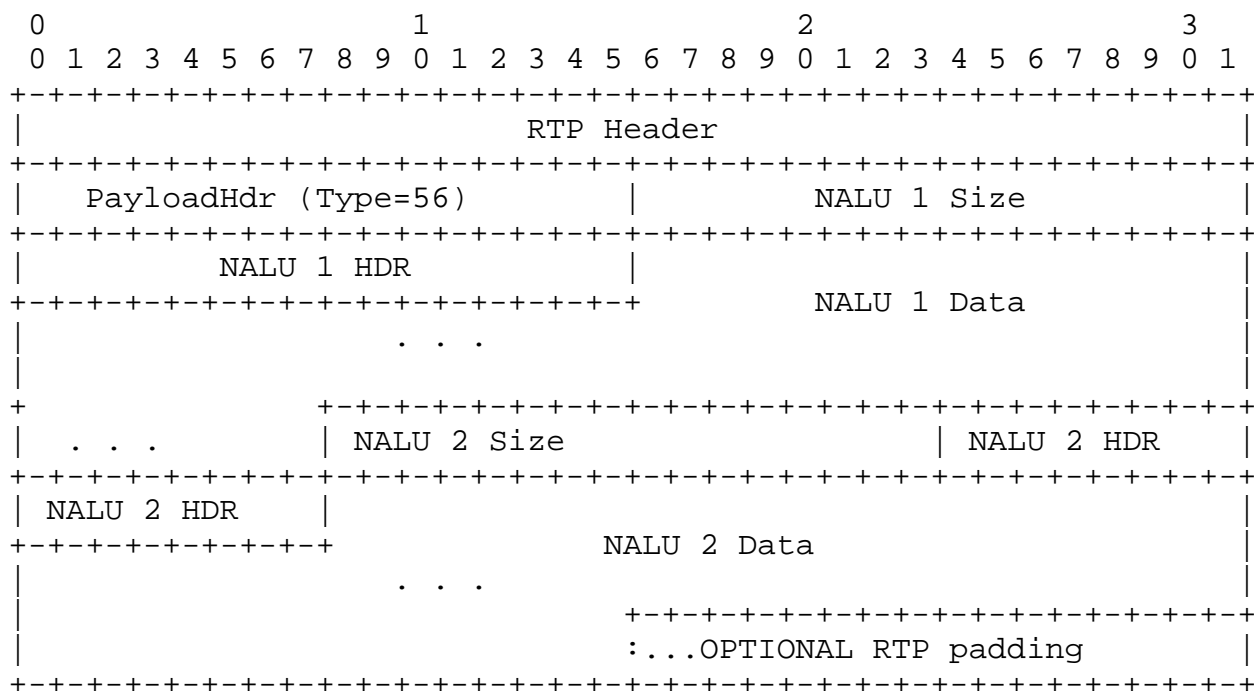 0                   1                   2                   3
0 1 2 3 4 5 6 7 8 9 0 1 2 3 4 5 6 7 8 9 0 1 2 3 4 5 6 7 8 9 0 1
+-+-+-+-+-+-+-+-+-+-+-+-+-+-+-+-+-+-+-+-+-+-+-+-+-+-+-+-+-+-+-+-+
|                          RTP Header                           |
+-+-+-+-+-+-+-+-+-+-+-+-+-+-+-+-+-+-+-+-+-+-+-+-+-+-+-+-+-+-+-+-+
|   PayloadHdr (Type=56)        |         NALU 1 Size           |
+-+-+-+-+-+-+-+-+-+-+-+-+-+-+-+-+-+-+-+-+-+-+-+-+-+-+-+-+-+-+-+-+
|          NALU 1 HDR           |                               |
+-+-+-+-+-+-+-+-+-+-+-+-+-+-+-+-+         NALU 1 Data           |
|                   . . .                                       |
|                                                               |
+               +-+-+-+-+-+-+-+-+-+-+-+-+-+-+-+-+-+-+-+-+-+-+-+-+
|  . . .        | NALU 2 Size                   | NALU 2 HDR    |
+-+-+-+-+-+-+-+-+-+-+-+-+-+-+-+-+-+-+-+-+-+-+-+-+-+-+-+-+-+-+-+-+
| NALU 2 HDR    |                                               |
+-+-+-+-+-+-+-+-+              NALU 2 Data                      |
|                   . . .                                       |
|                               +-+-+-+-+-+-+-+-+-+-+-+-+-+-+-+-+
|                               :...OPTIONAL RTP padding        |
+-+-+-+-+-+-+-+-+-+-+-+-+-+-+-+-+-+-+-+-+-+-+-+-+-+-+-+-+-+-+-+-+